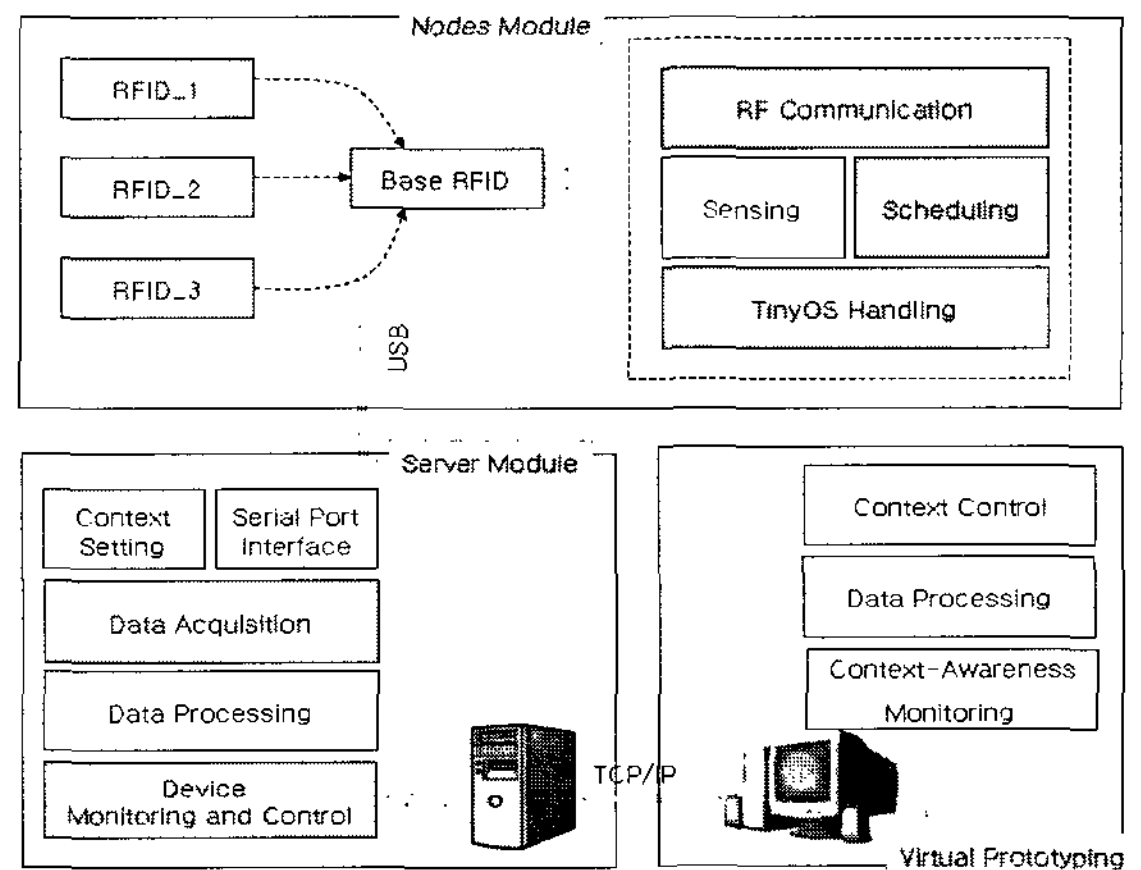 Nodes Module
RFID_1
RFID_2
RFID_3
Base RFID
USB
RF Communication
Sensing
Scheduling
TinyOS Handling
Server Module
Context
Setting
Serial Port
Interface
Data Acquisition
Data Processing
Device
Monitoring and Control
TCP/IP
Context Control
Data Processing
Context-Awareness
Monitoring
Virtual Prototyping